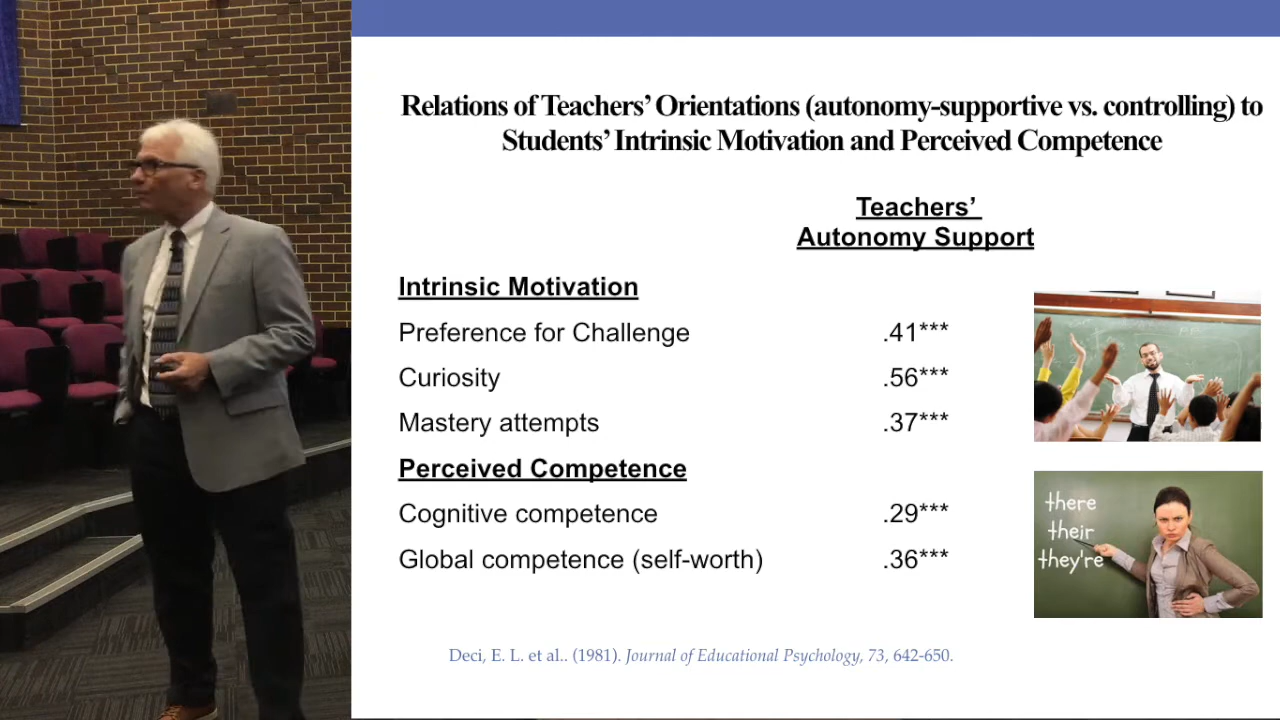 Relations of Teachers’ Orientations (autonomy-supportive vs. controlling) to
Students’ Intrinsic Motivation and Perceived Competence
Teachers’
Autonomy Support
Intrinsic Motivation
Preference for Challenge .41***
Curiosity .56***
Mastery attempts .37***
Perceived Competence
Cognitive competence .29***
Global competence (self-worth) .36***
there
their
they're
Deci, E. L. et al.. (1981). Journal of Educational Psychology, 73, 642-650.